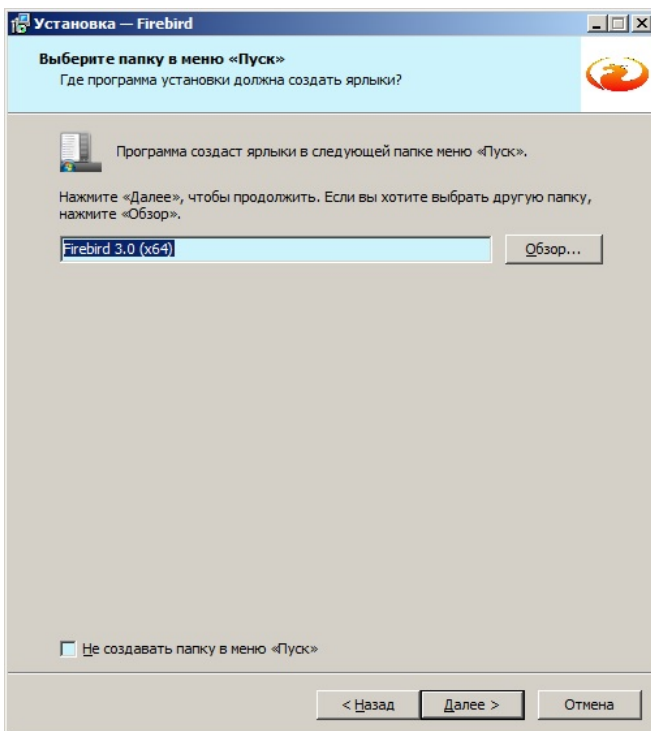 Установка — Firebird
Выберите папку в меню «Пуск»
Где программа установки должна создать ярлыки?
Программа создаст ярлыки в следующей папке меню «Пуск».
Нажмите «Далее», чтобы продолжить. Если вы хотите выбрать другую папку,
нажмите «Обзор».
Firebird 3.0 (x64)
Обзор...
Не создавать папку в меню «Пуск»
< Назад
Далее >
Отмена